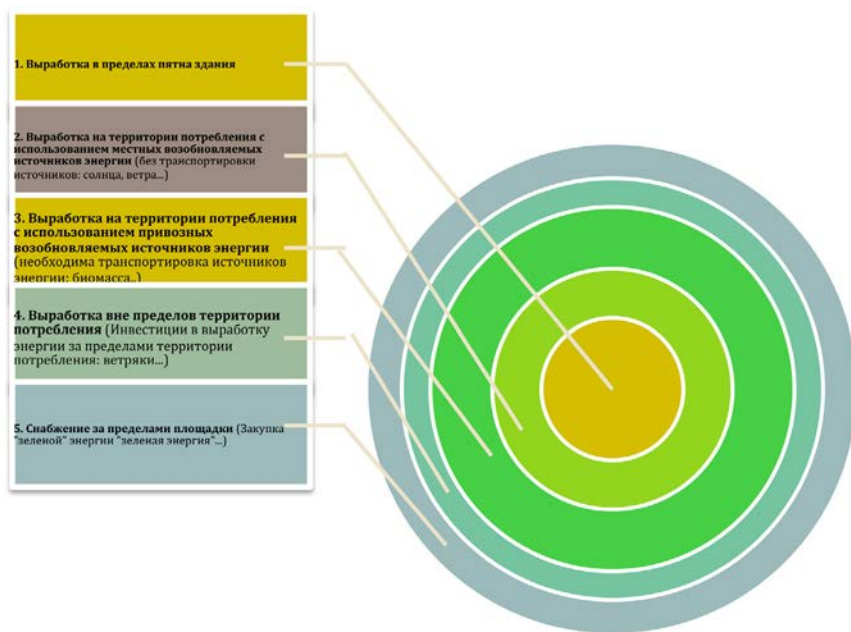 1. Выработка в пределах пятна здания
2. Выработка на территории потребления с
использованием местных возобновляемых
источников энергии (без транспортировки
источников: солнца, ветра...)
3. Выработка на территории потребления
с использованием привозных
возобновляемых источников энергии
(необходима транспортировка источников
энергии: биомасса..)
4. Выработка вне пределов территории
потребления (Инвестиции в выработку
энергии за пределами территории
потребления: ветряки...)
5. Снабжение за пределами площадки (Закупка
"зеленой" энергии "зеленая энергия"...)